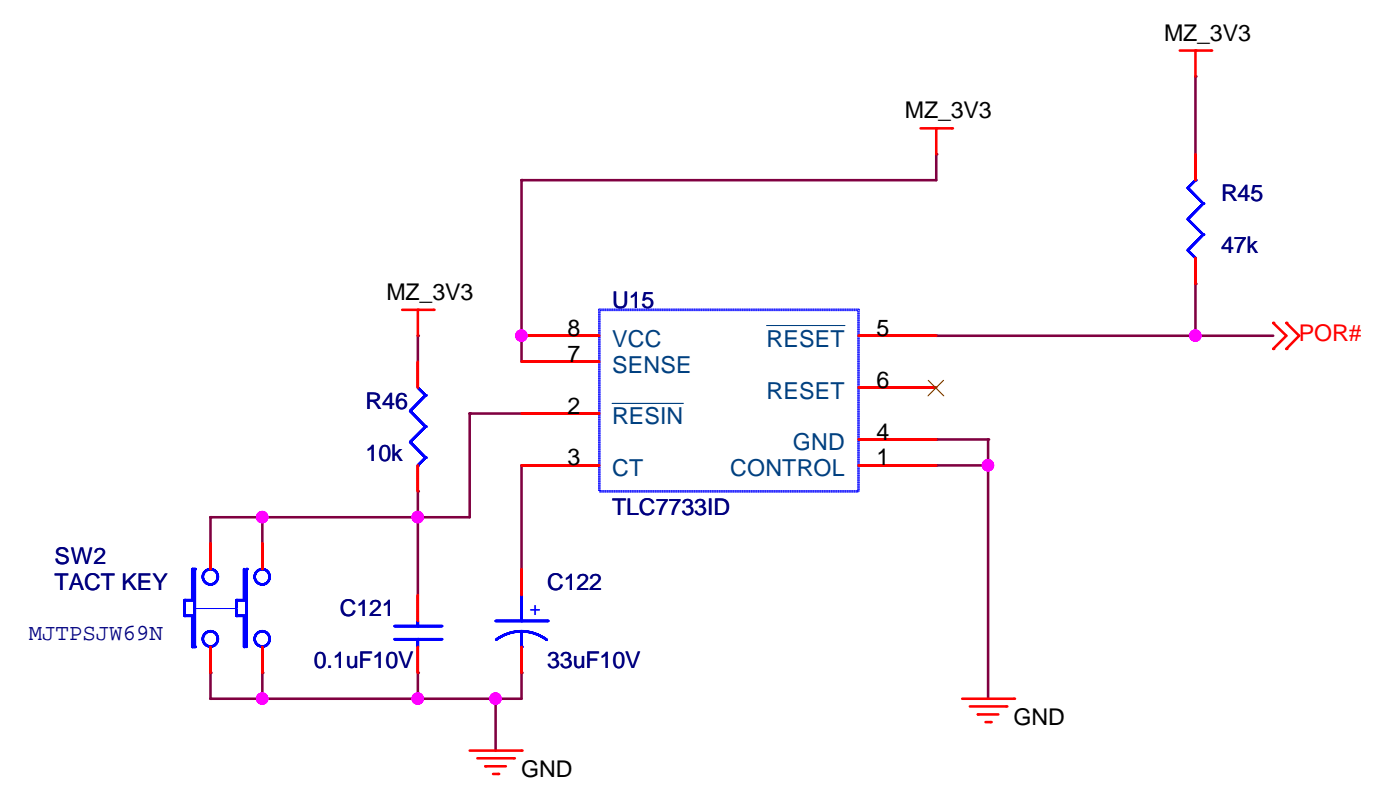 MZ_3V3
MZ_3V3
R45
47k
MZ_3V3
U15
8
VCC
RESET
5
POR#
7
SENSE
RESET
6
R46
10k
2
RESIN
GND
4
3
CT
CONTROL
1
TLC7733ID
SW2
TACT KEY
MJTPSJW69N
C121
0.1uF10V
C122
+
33uF10V
GND
GND